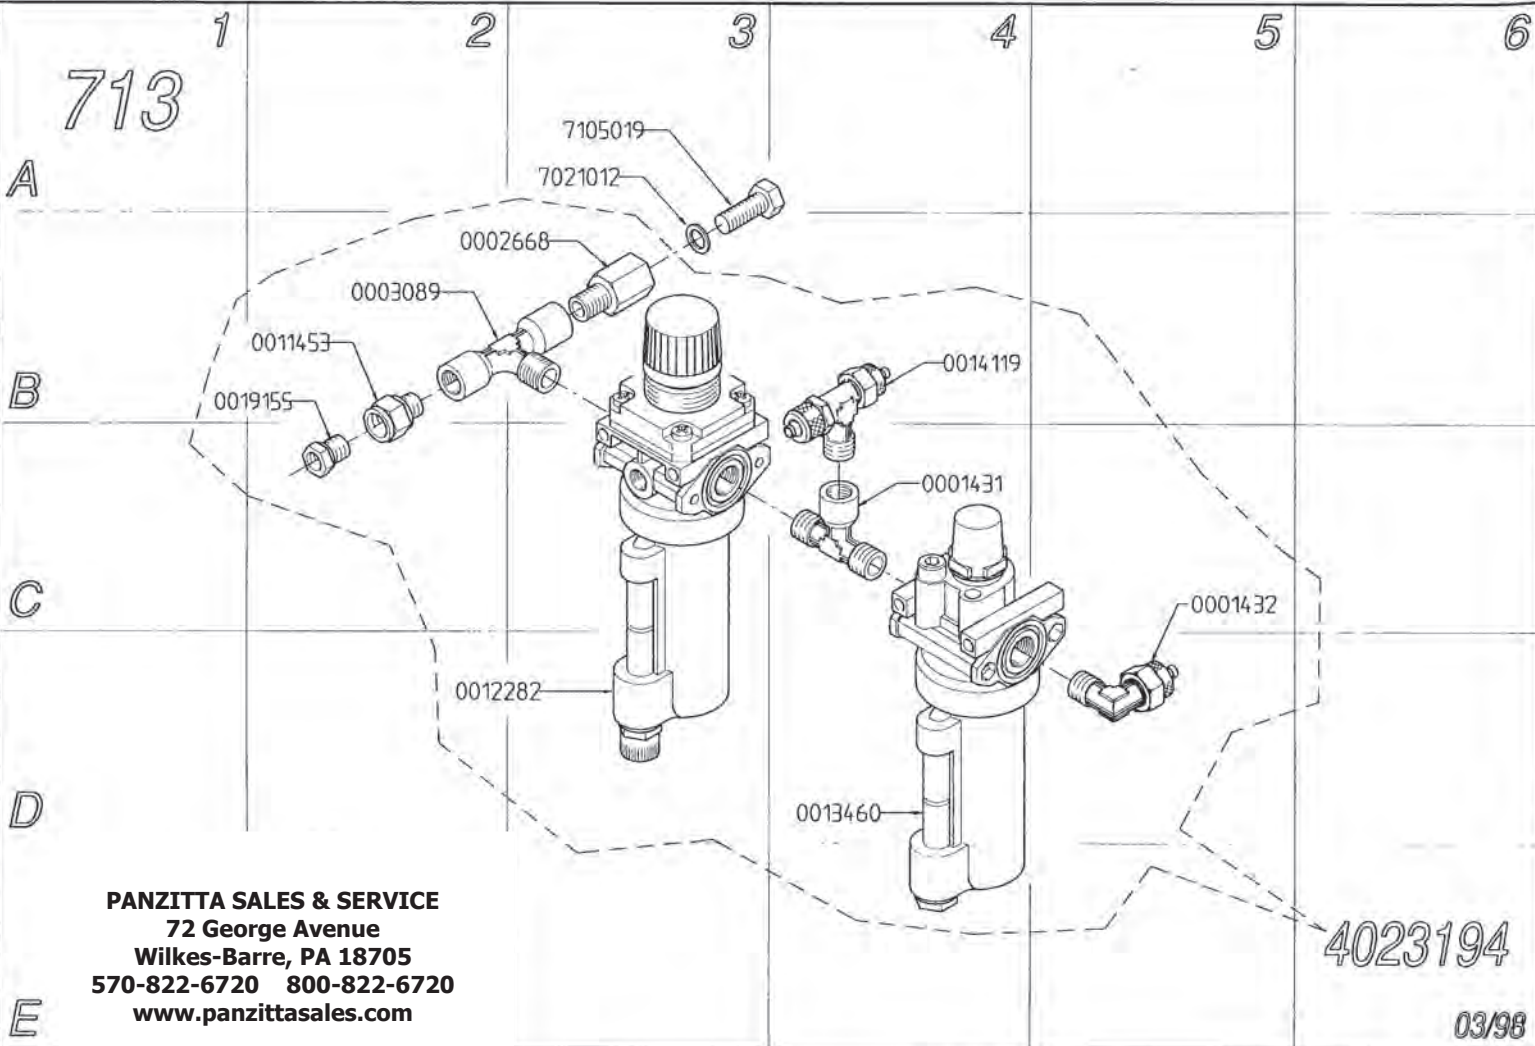 1 2 3 4 5 6
713
7105019
A
7021012
0002668
0003089
0011453
0014119
B
0019155
0001431
C
0001432
0012282
D
0013460
PANZITTA SALES & SERVICE
72 George Avenue
Wilkes-Barre, PA 18705
570-822-6720 800-822-6720
www.panzittasales.com
4023194
E
03/98